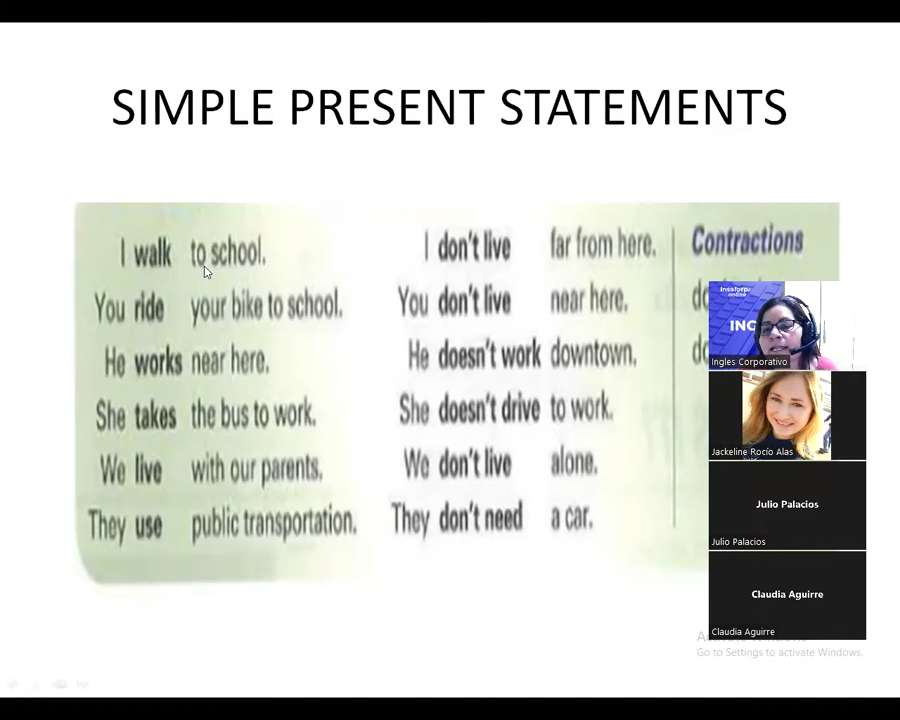 SIMPLE PRESENT STATEMENTS
I walk to school.
You ride your bike to school.
He works near here.
She takes the bus to work.
We live with our parents.
They use public transportation.
I don't live far from here.
You don't live near here.
He doesn't work downtown.
She doesn't drive to work.
We don't live alone.
They don't need a car.
Contractions
Insaforp
online
ING
Ingles Corporativo
Jackeline Rocío Alas
Julio Palacios
Julio Palacios
Claudia Aguirre
Claudia Aguirre
Go to Settings to activate Windows.